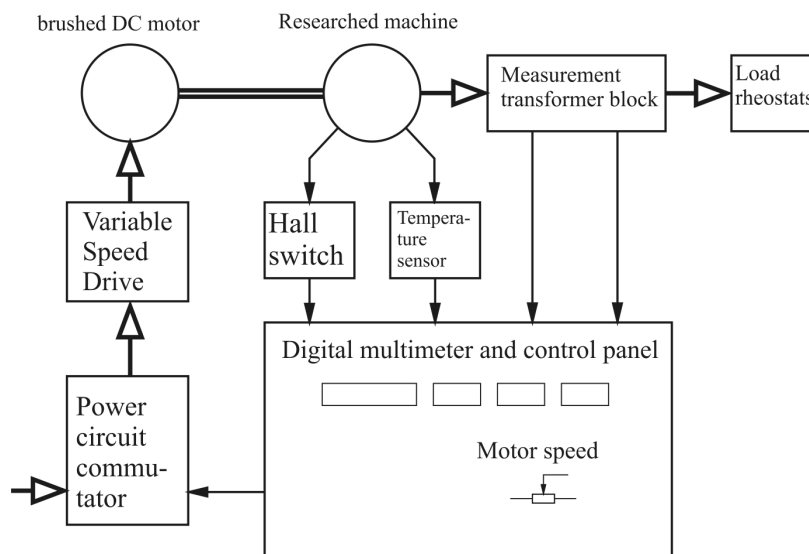 brushed DC motor
Researched machine
Measurement
transformer block
Load
rheostats
Variable
Speed
Drive
Hall
switch
Tempera-
ture
sensor
Digital multimeter and control panel
Power
circuit
commu-
tator
Motor speed